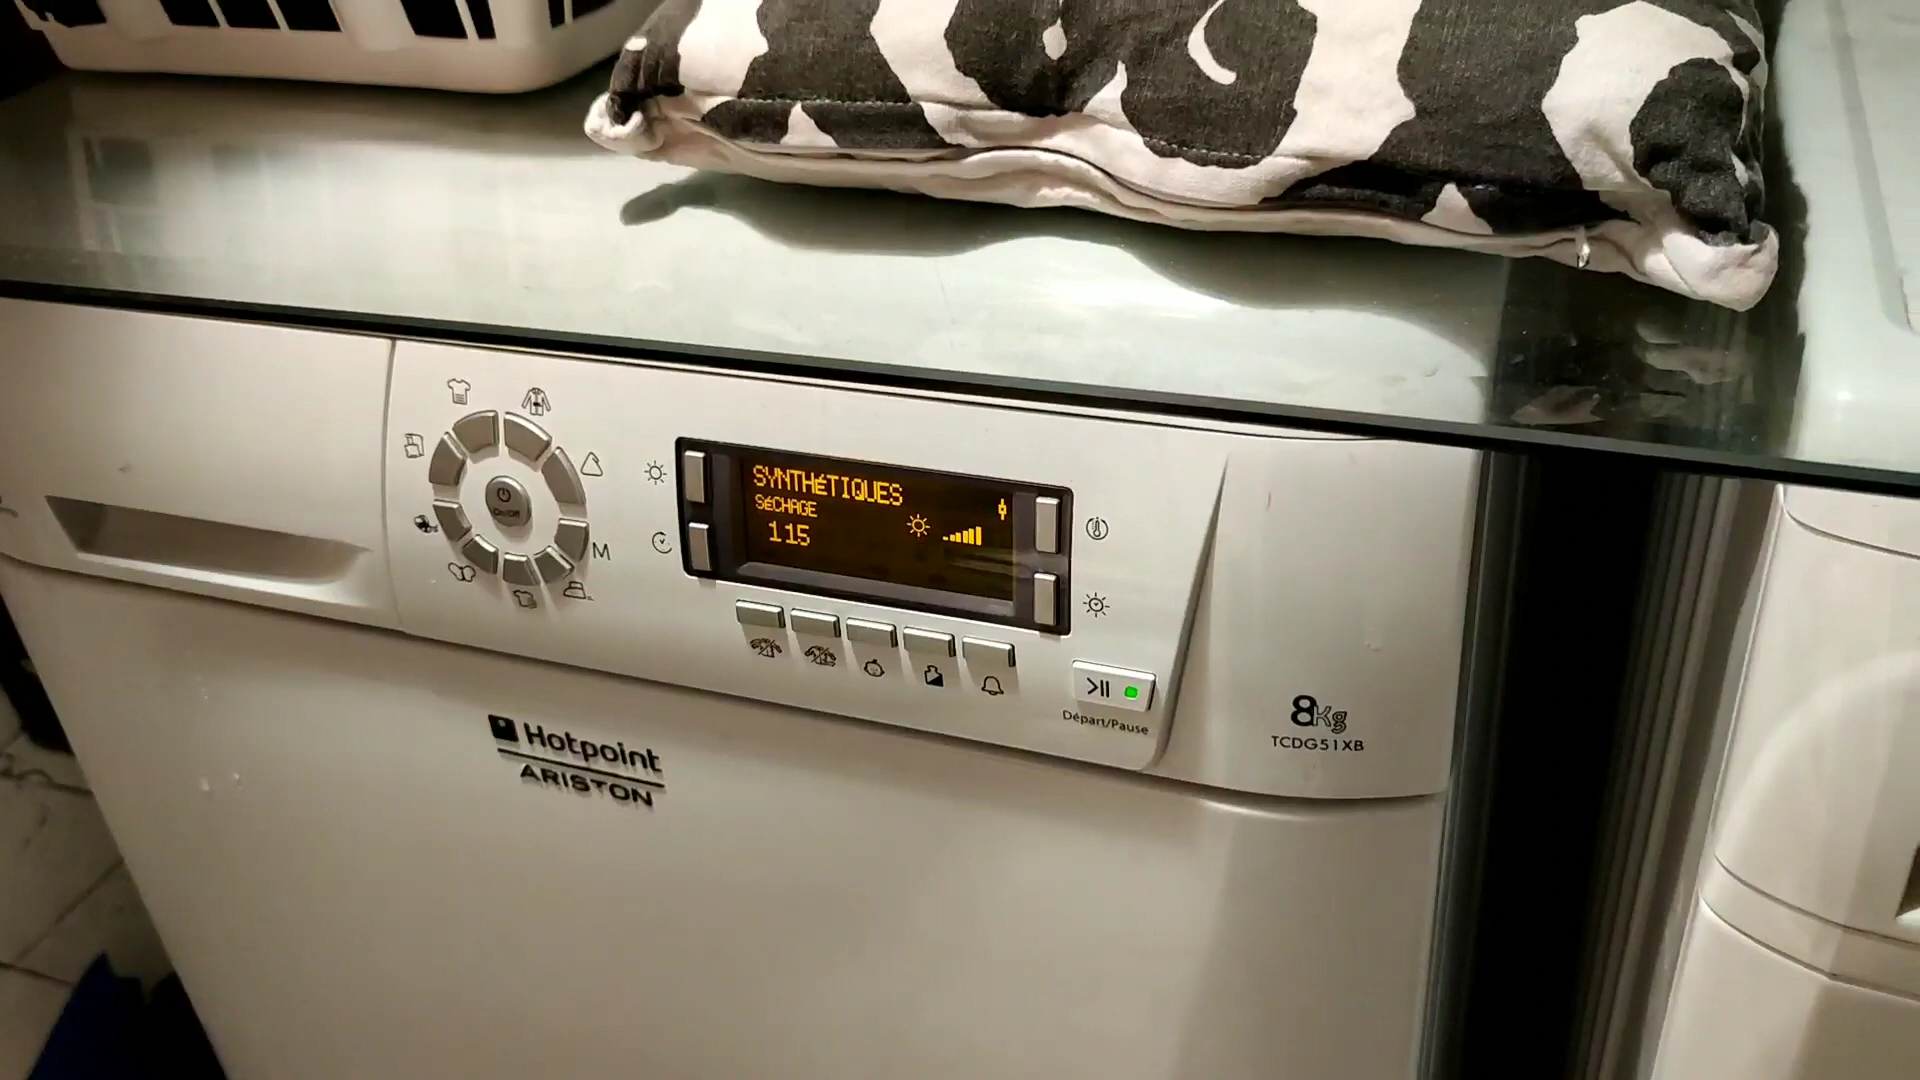 SYNTHéTIQUES
SéCHAGE
115
On/Off
M
Départ/Pause
8Kg
TCDG51XB
Hotpoint
ARISTON